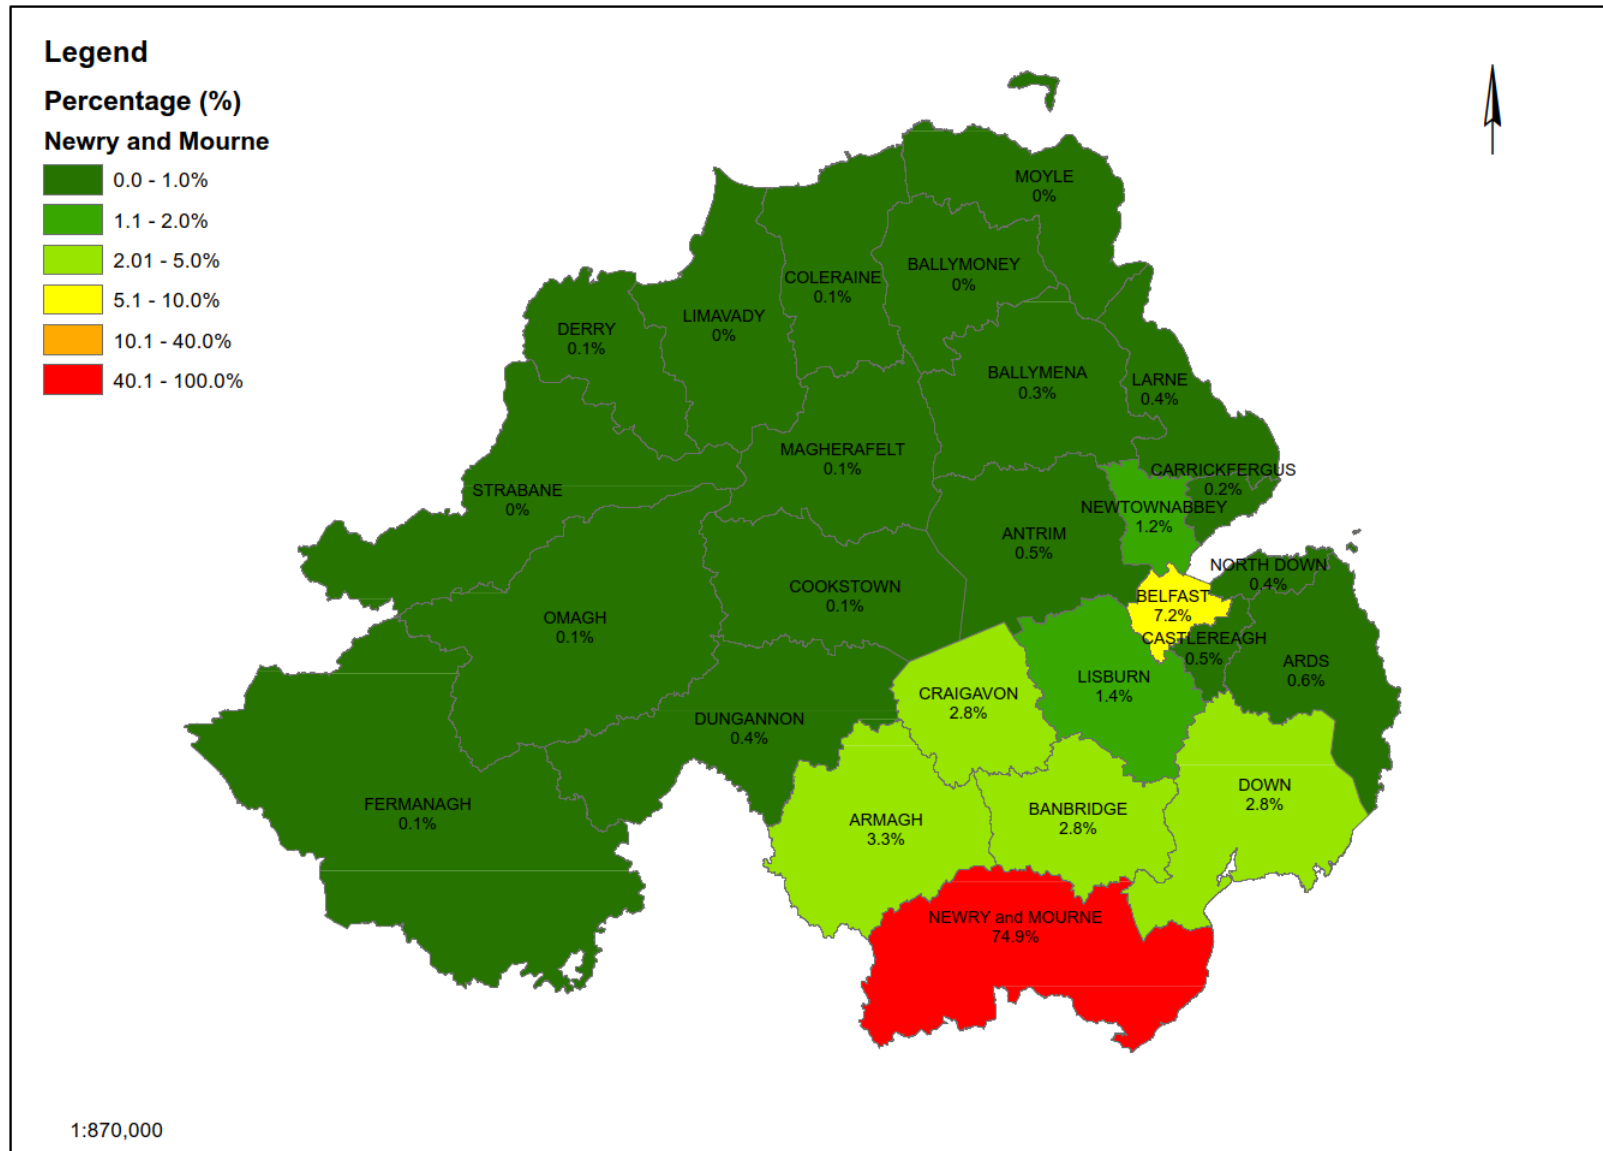 Legend
Percentage (%)
Newry and Mourne
0.0 - 1.0%
1.1 - 2.0%
2.01 - 5.0%
5.1 - 10.0%
10.1 - 40.0%
40.1 - 100.0%
MOYLE
0%
BALLYMONEY
0%
COLERAINE
0.1%
LIMAVADY
0%
DERRY
0.1%
BALLYMENA
0.3%
LARNE
0.4%
MAGHERAFELT
0.1%
CARRICKFERGUS
0.2%
STRABANE
0%
NEWTOWNABBEY
1.2%
ANTRIM
0.5%
NORTH DOWN
0.4%
COOKSTOWN
0.1%
BELFAST
7.2%
OMAGH
0.1%
CASTLEREAGH
0.5%
ARDS
0.6%
LISBURN
1.4%
CRAIGAVON
2.8%
DUNGANNON
0.4%
DOWN
2.8%
FERMANAGH
0.1%
BANBRIDGE
2.8%
ARMAGH
3.3%
NEWRY and MOURNE
74.9%
1:870,000